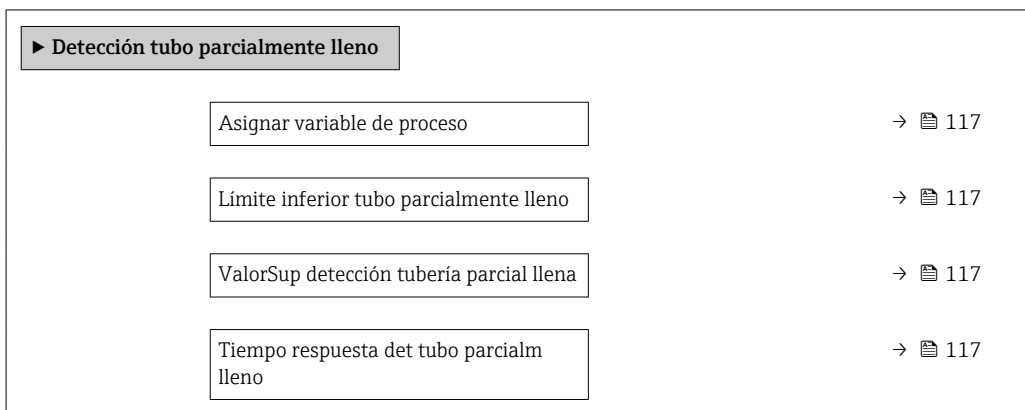 ▶ Detección tubo parcialmente lleno
Asignar variable de proceso → 117
Límite inferior tubo parcialmente lleno → 117
ValorSup detección tubería parcial llena → 117
Tiempo respuesta det tubo parcialm → 117
lleno